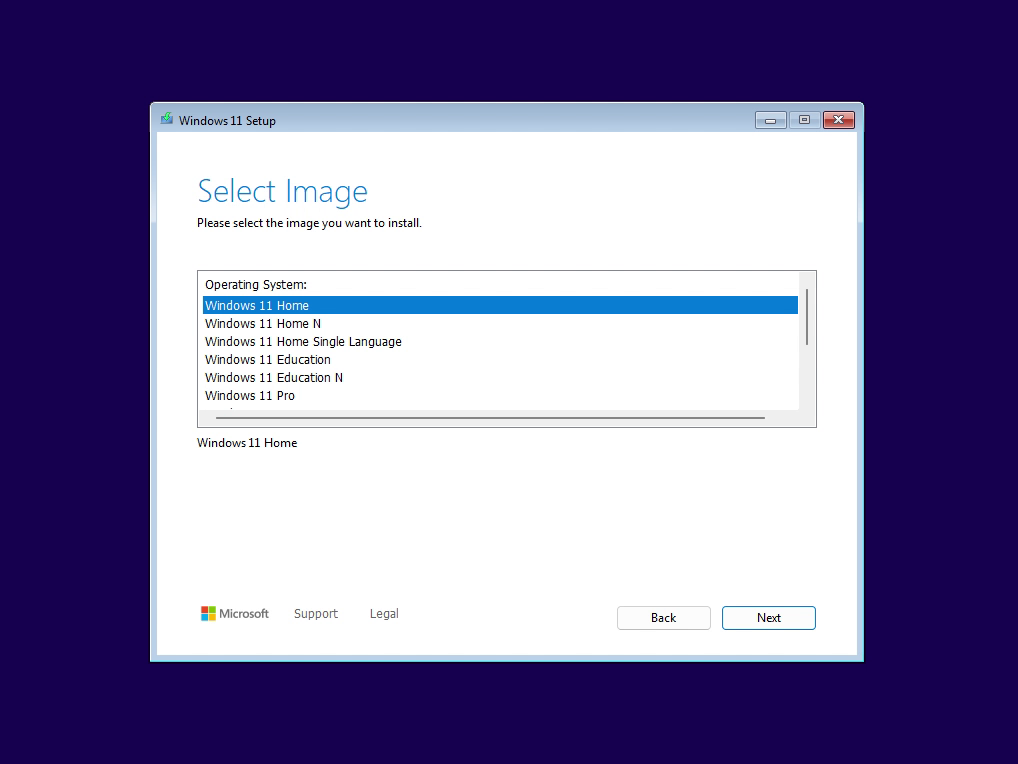 Windows 11 Setup
Select Image
Please select the image you want to install.
Operating System:
Windows 11 Home
Windows 11 Home N
Windows 11 Home Single Language
Windows 11 Education
Windows 11 Education N
Windows 11 Pro
Windows 11 Home
Microsoft Support Legal
Back Next